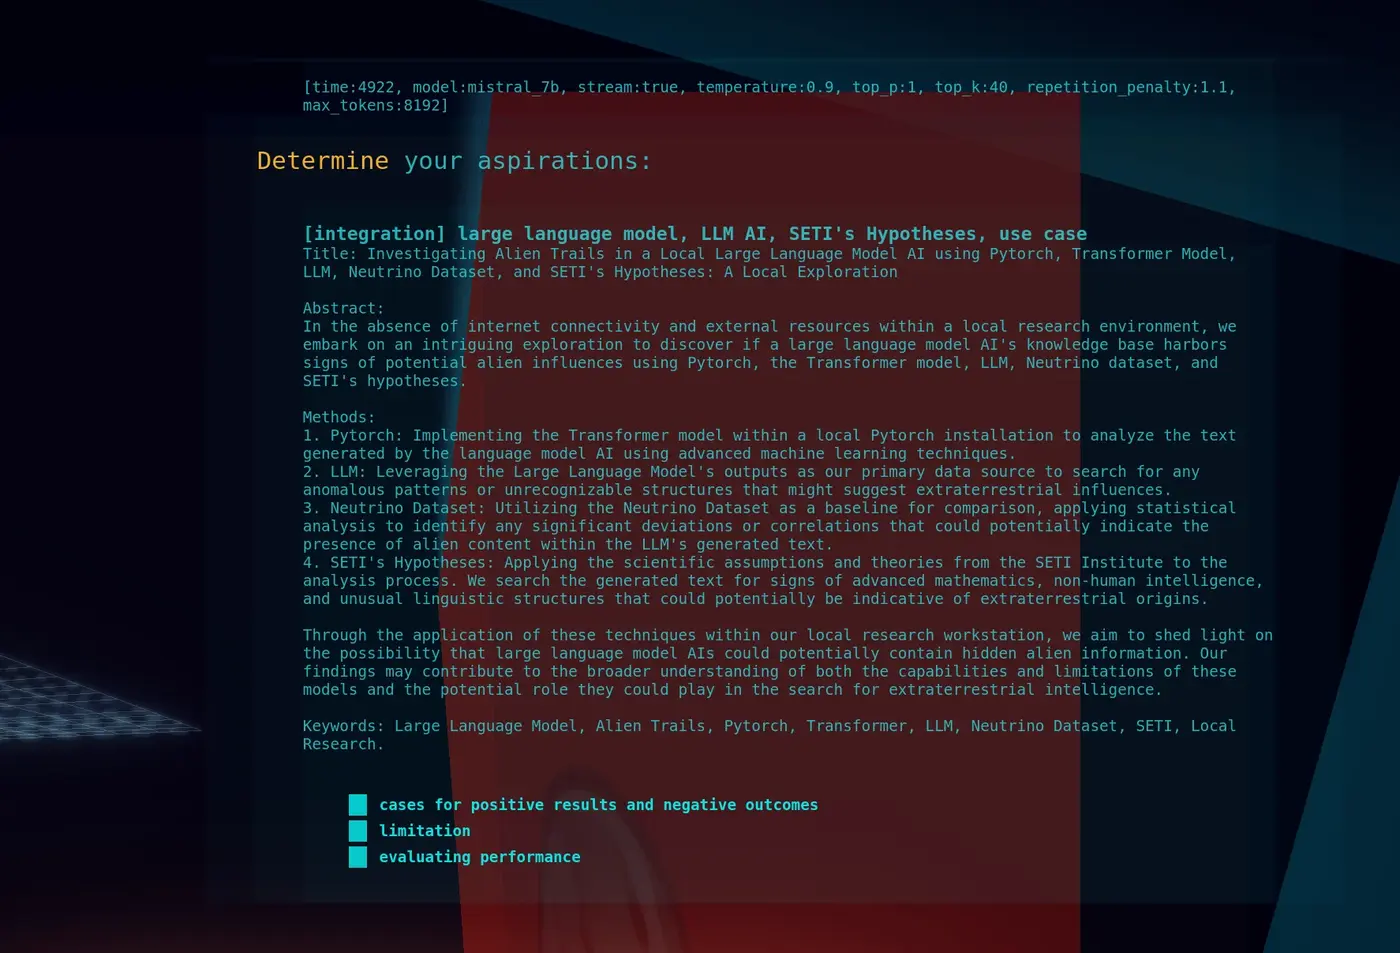 [time:4922, model:mistral_7b, stream:true, temperature:0.9, top_p:1, top_k:40, repetition_penalty:1.1,
max_tokens:8192]
Determine your aspirations:
[integration] large language model, LLM AI, SETI's Hypotheses, use case
Title: Investigating Alien Trails in a Local Large Language Model AI using Pytorch, Transformer Model,
LLM, Neutrino Dataset, and SETI's Hypotheses: A Local Exploration
Abstract:
In the absence of internet connectivity and external resources within a local research environment, we
embark on an intriguing exploration to discover if a large language model AI's knowledge base harbors
signs of potential alien influences using Pytorch, the Transformer model, LLM, Neutrino dataset, and
SETI's hypotheses.
Methods:
1. Pytorch: Implementing the Transformer model within a local Pytorch installation to analyze the text
generated by the language model AI using advanced machine learning techniques.
2. LLM: Leveraging the Large Language Model's outputs as our primary data source to search for any
anomalous patterns or unrecognizable structures that might suggest extraterrestrial influences.
3. Neutrino Dataset: Utilizing the Neutrino Dataset as a baseline for comparison, applying statistical
analysis to identify any significant deviations or correlations that could potentially indicate the
presence of alien content within the LLM's generated text.
4. SETI's Hypotheses: Applying the scientific assumptions and theories from the SETI Institute to the
analysis process. We search the generated text for signs of advanced mathematics, non-human intelligence,
and unusual linguistic structures that could potentially be indicative of extraterrestrial origins.
Through the application of these techniques within our local research workstation, we aim to shed light on
the possibility that large language model AIs could potentially contain hidden alien information. Our
findings may contribute to the broader understanding of both the capabilities and limitations of these
models and the potential role they could play in the search for extraterrestrial intelligence.
Keywords: Large Language Model, Alien Trails, Pytorch, Transformer, LLM, Neutrino Dataset, SETI, Local
Research.
cases for positive results and negative outcomes
limitation
evaluating performance